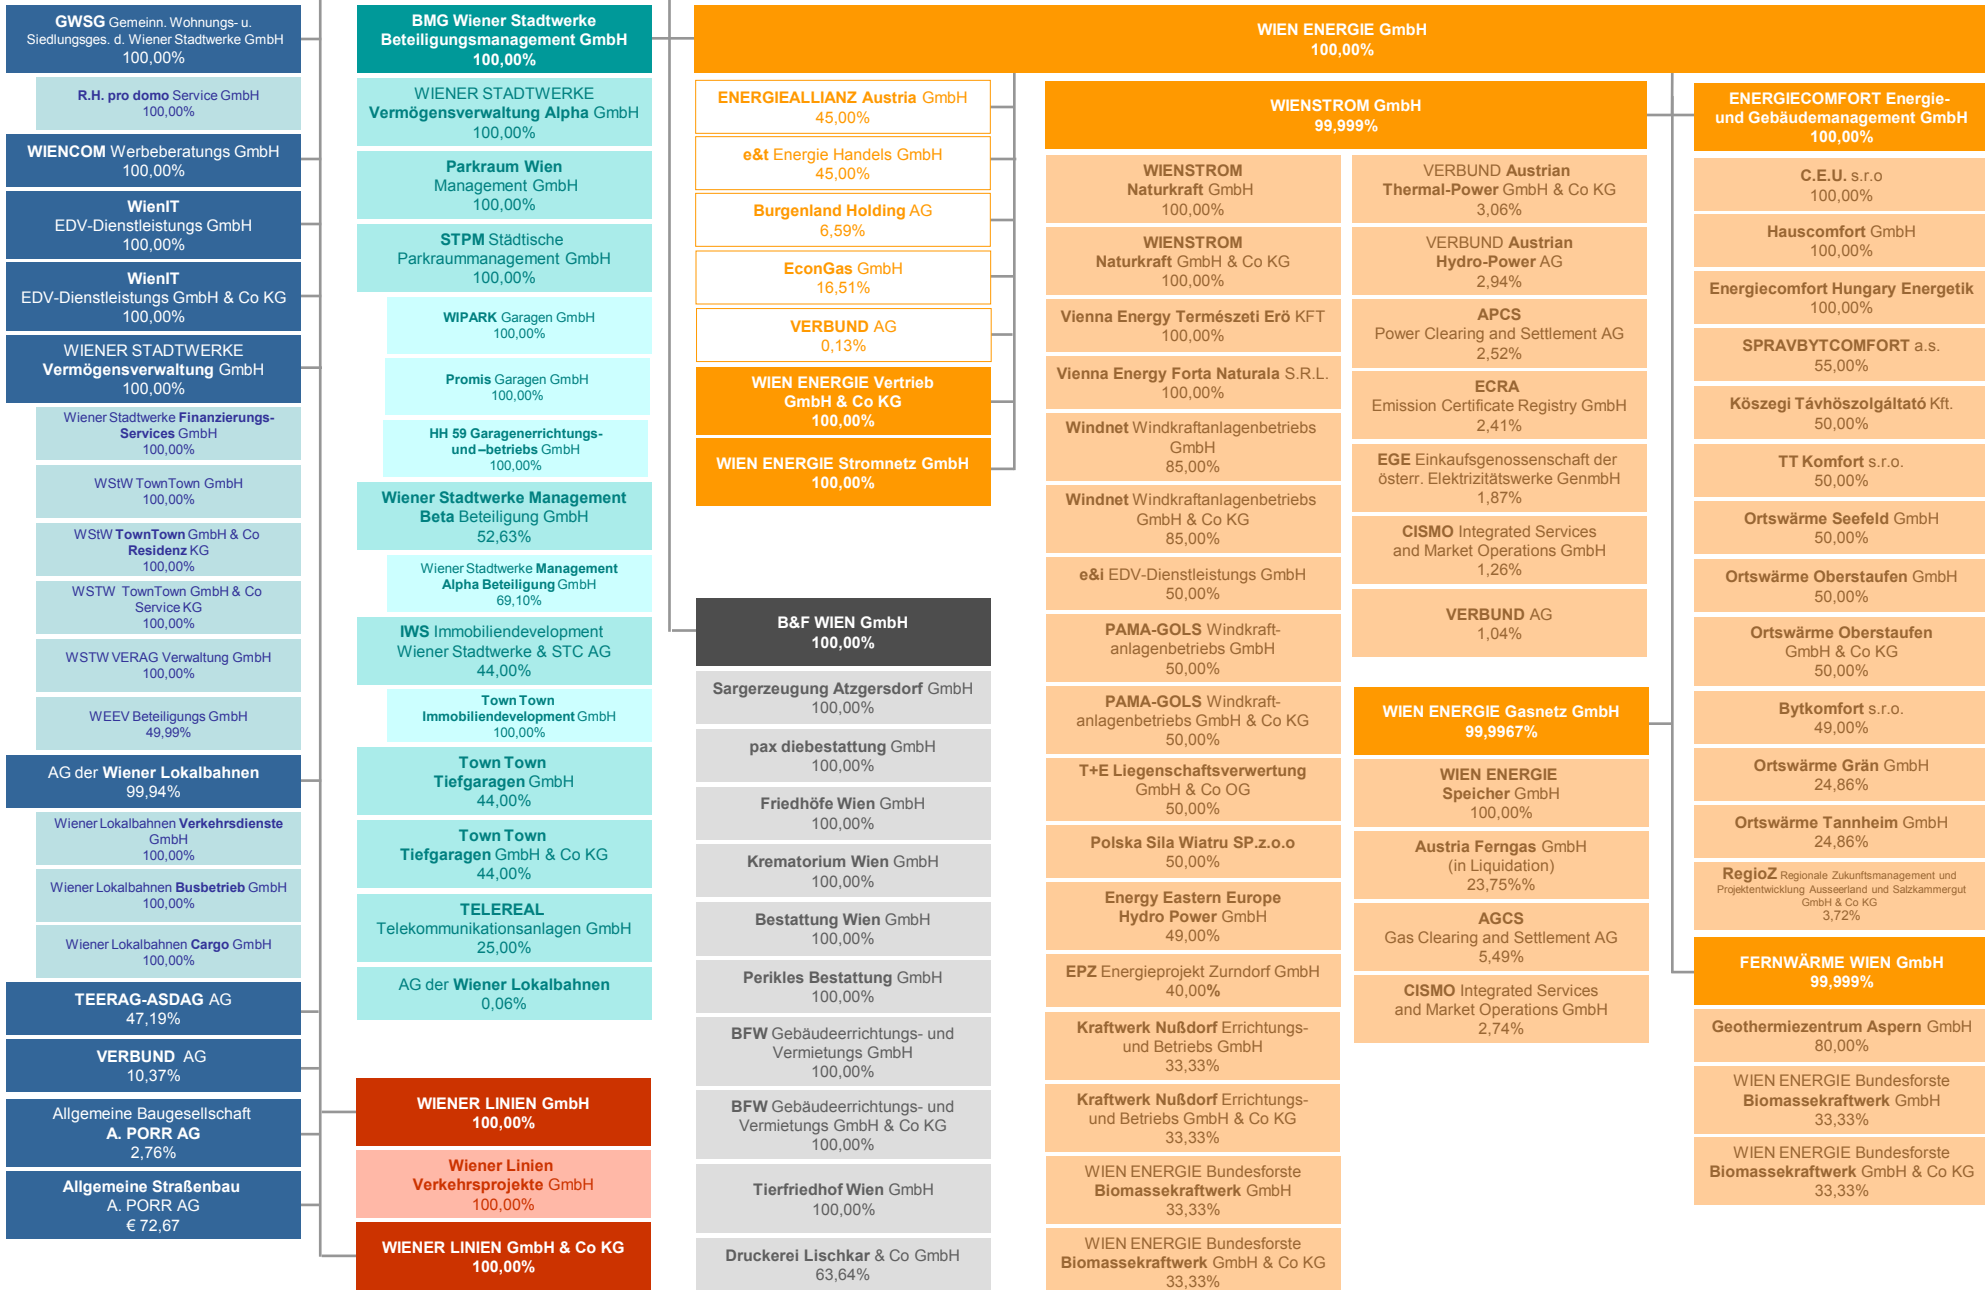 GWSG Gemeinn. Wohnungs- u.
Siedlungsges. d. Wiener Stadtwerke GmbH
100,00%
R.H. pro domo Service GmbH
100,00%
WIENCOM Werbeberatungs GmbH
100,00%
WienIT
EDV-Dienstleistungs GmbH
100,00%
WienIT
EDV-Dienstleistungs GmbH & Co KG
100,00%
WIENER STADTWERKE
Vermögensverwaltung GmbH
100,00%
Wiener Stadtwerke Finanzierungs-
Services GmbH
100,00%
WStW TownTown GmbH
100,00%
WStW TownTown GmbH & Co
Residenz KG
100,00%
WSTW TownTown GmbH & Co
Service KG
100,00%
WSTW VERAG Verwaltung GmbH
100,00%
WEEV Beteiligungs GmbH
49,99%
AG der Wiener Lokalbahnen
99,94%
Wiener Lokalbahnen Verkehrsdienste
GmbH
100,00%
Wiener Lokalbahnen Busbetrieb GmbH
100,00%
Wiener Lokalbahnen Cargo GmbH
100,00%
TEERAG-ASDAG AG
47,19%
VERBUND AG
10,37%
Allgemeine Baugesellschaft
A. PORR AG
2,76%
Allgemeine Straßenbau
A. PORR AG
€ 72,67
BMG Wiener Stadtwerke
Beteiligungsmanagement GmbH
100,00%
WIENER STADTWERKE
Vermögensverwaltung Alpha GmbH
100,00%
Parkraum Wien
Management GmbH
100,00%
STPM Städtische
Parkraummanagement GmbH
100,00%
WIPARK Garagen GmbH
100,00%
Promis Garagen GmbH
100,00%
HH 59 Garagenerrichtungs-
und –betriebs GmbH
100,00%
Wiener Stadtwerke Management
Beta Beteiligung GmbH
52,63%
Wiener Stadtwerke Management
Alpha Beteiligung GmbH
69,10%
IWS Immobiliendevelopment
Wiener Stadtwerke & STC AG
44,00%
Town Town
Immobiliendevelopment GmbH
100,00%
Town Town
Tiefgaragen GmbH
44,00%
Town Town
Tiefgaragen GmbH & Co KG
44,00%
TELEREAL
Telekommunikationsanlagen GmbH
25,00%
AG der Wiener Lokalbahnen
0,06%
WIENER LINIEN GmbH
100,00%
Wiener Linien
Verkehrsprojekte GmbH
100,00%
WIENER LINIEN GmbH & Co KG
100,00%
WIEN ENERGIE GmbH
100,00%
ENERGIEALLIANZ Austria GmbH
45,00%
e&t Energie Handels GmbH
45,00%
Burgenland Holding AG
6,59%
EconGas GmbH
16,51%
VERBUND AG
0,13%
WIEN ENERGIE Vertrieb
GmbH & Co KG
100,00%
WIEN ENERGIE Stromnetz GmbH
100,00%
B&F WIEN GmbH
100,00%
Sargerzeugung Atzgersdorf GmbH
100,00%
pax diebestattung GmbH
100,00%
Friedhöfe Wien GmbH
100,00%
Krematorium Wien GmbH
100,00%
Bestattung Wien GmbH
100,00%
Perikles Bestattung GmbH
100,00%
BFW Gebäudeerrichtungs- und
Vermietungs GmbH
100,00%
BFW Gebäudeerrichtungs- und
Vermietungs GmbH & Co KG
100,00%
Tierfriedhof Wien GmbH
100,00%
Druckerei Lischkar & Co GmbH
63,64%
WIENSTROM GmbH
99,999%
WIENSTROM
Naturkraft GmbH
100,00%
WIENSTROM
Naturkraft GmbH & Co KG
100,00%
Vienna Energy Természeti Erö KFT
100,00%
Vienna Energy Forta Naturala S.R.L.
100,00%
Windnet Windkraftanlagenbetriebs
GmbH
85,00%
Windnet Windkraftanlagenbetriebs
GmbH & Co KG
85,00%
e&i EDV-Dienstleistungs GmbH
50,00%
PAMA-GOLS Windkraft-
anlagenbetriebs GmbH
50,00%
PAMA-GOLS Windkraft-
anlagenbetriebs GmbH & Co KG
50,00%
T+E Liegenschaftsverwertung
GmbH & Co OG
50,00%
Polska Sila Wiatru SP.z.o.o
50,00%
Energy Eastern Europe
Hydro Power GmbH
49,00%
EPZ Energieprojekt Zurndorf GmbH
40,00%
Kraftwerk Nußdorf Errichtungs-
und Betriebs GmbH
33,33%
Kraftwerk Nußdorf Errichtungs-
und Betriebs GmbH & Co KG
33,33%
WIEN ENERGIE Bundesforste
Biomassekraftwerk GmbH
33,33%
WIEN ENERGIE Bundesforste
Biomassekraftwerk GmbH & Co KG
33,33%
VERBUND Austrian
Thermal-Power GmbH & Co KG
3,06%
VERBUND Austrian
Hydro-Power AG
2,94%
APCS
Power Clearing and Settlement AG
2,52%
ECRA
Emission Certificate Registry GmbH
2,41%
EGE Einkaufsgenossenschaft der
österr. Elektrizitätswerke GenmbH
1,87%
CISMO Integrated Services
and Market Operations GmbH
1,26%
VERBUND AG
1,04%
WIEN ENERGIE Gasnetz GmbH
99,9967%
WIEN ENERGIE
Speicher GmbH
100,00%
Austria Ferngas GmbH
(in Liquidation)
23,75%%
AGCS
Gas Clearing and Settlement AG
5,49%
CISMO Integrated Services
and Market Operations GmbH
2,74%
ENERGIECOMFORT Energie-
und Gebäudemanagement GmbH
100,00%
C.E.U. s.r.o
100,00%
Hauscomfort GmbH
100,00%
Energiecomfort Hungary Energetik
100,00%
SPRAVBYTCOMFORT a.s.
55,00%
Köszegi Távhöszolgáltató Kft.
50,00%
TT Komfort s.r.o.
50,00%
Ortswärme Seefeld GmbH
50,00%
Ortswärme Oberstaufen GmbH
50,00%
Ortswärme Oberstaufen
GmbH & Co KG
50,00%
Bytkomfort s.r.o.
49,00%
Ortswärme Grän GmbH
24,86%
Ortswärme Tannheim GmbH
24,86%
RegioZ Regionale Zukunftsmanagement und
Projektentwicklung Ausseerland und Salzkammergut
GmbH & Co KG
3,72%
FERNWÄRME WIEN GmbH
99,999%
Geothermiezentrum Aspern GmbH
80,00%
WIEN ENERGIE Bundesforste
Biomassekraftwerk GmbH
33,33%
WIEN ENERGIE Bundesforste
Biomassekraftwerk GmbH & Co KG
33,33%